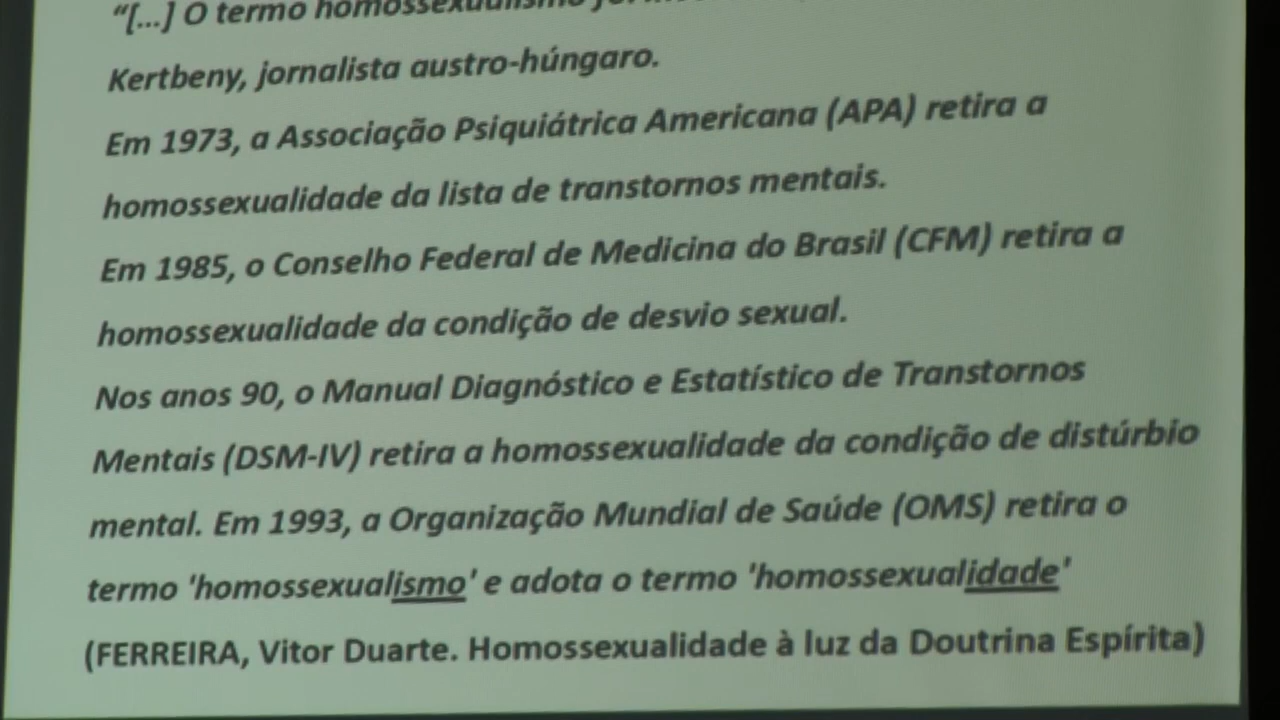 “[...] O termo homossexualismo
Kertbeny, jornalista austro-húngaro.
Em 1973, a Associação Psiquiátrica Americana (APA) retira a
homossexualidade da lista de transtornos mentais.
Em 1985, o Conselho Federal de Medicina do Brasil (CFM) retira a
homossexualidade da condição de desvio sexual.
Nos anos 90, o Manual Diagnóstico e Estatístico de Transtornos
Mentais (DSM-IV) retira a homossexualidade da condição de distúrbio
mental. Em 1993, a Organização Mundial de Saúde (OMS) retira o
termo 'homossexualismo' e adota o termo 'homossexualidade'
(FERREIRA, Vitor Duarte. Homossexualidade à luz da Doutrina Espírita)